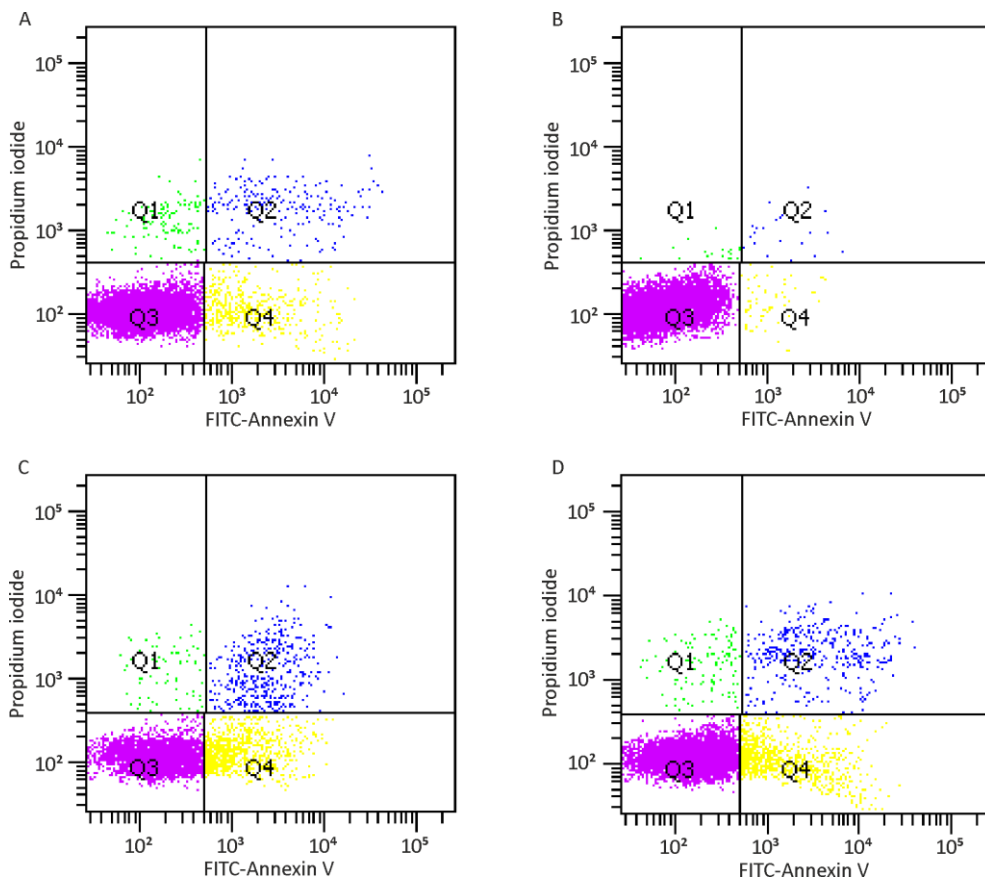 A
Propidium iodide
10⁵
10⁴
10³
10²
Q1
Q2
Q3
Q4
10²
10³
10⁴
10⁵
FITC-Annexin V
B
Propidium iodide
10⁵
10⁴
10³
10²
Q1
Q2
Q3
Q4
10²
10³
10⁴
10⁵
FITC-Annexin V
C
Propidium iodide
10⁵
10⁴
10³
10²
Q1
Q2
Q3
Q4
10²
10³
10⁴
10⁵
FITC-Annexin V
D
Propidium iodide
10⁵
10⁴
10³
10²
Q1
Q2
Q3
Q4
10²
10³
10⁴
10⁵
FITC-Annexin V